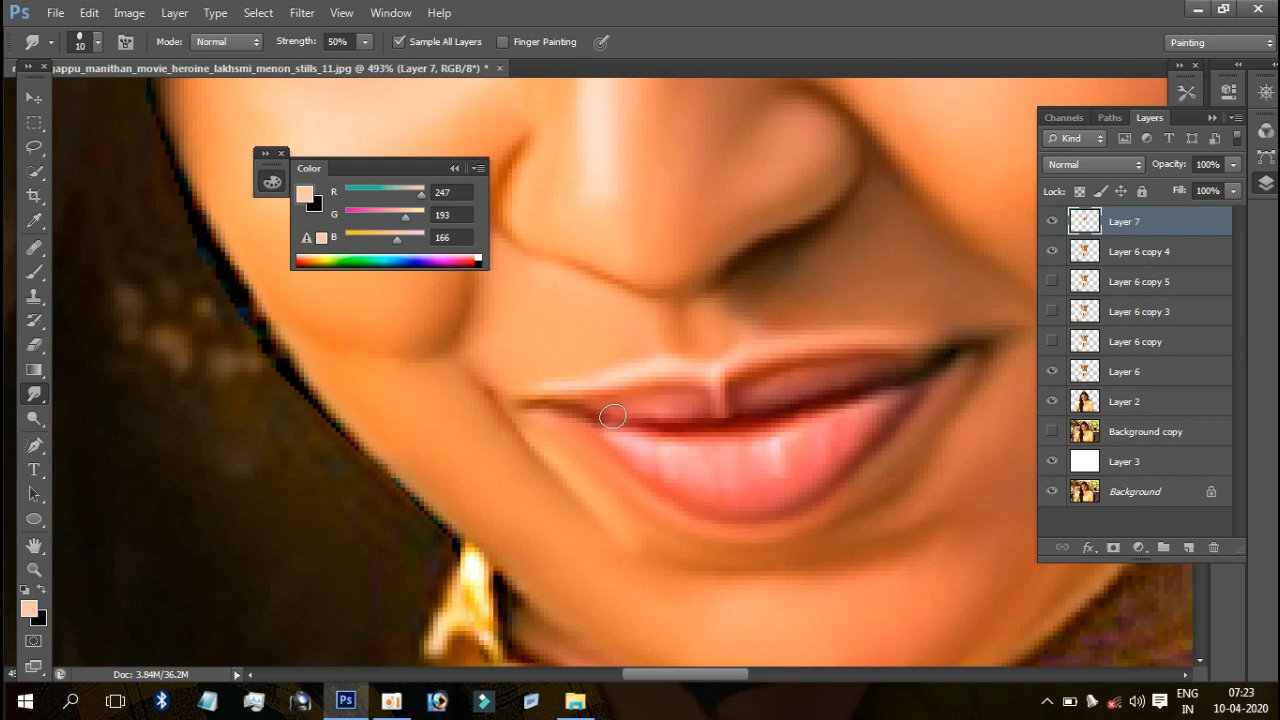 Ps File Edit Image Layer Type Select Filter View Window Help
10 Mode: Normal Strength: 50% Sample All Layers Finger Painting Painting
gappu_manithan_movie_heroine_lakhsmi_menon_stills_11.jpg @ 493% (Layer 7, RGB/8*) *
Color
R 247
G 193
B 166
Channels Paths Layers
Kind
Normal Opacity: 100%
Lock: Fill: 100%
Layer 7
Layer 6 copy 4
Layer 6 copy 5
Layer 6 copy 3
Layer 6 copy
Layer 6
Layer 2
Background copy
Layer 3
Background
fx
Doc: 3.84M/36.2M
Ps
ENG 07:23
IN 10-04-2020